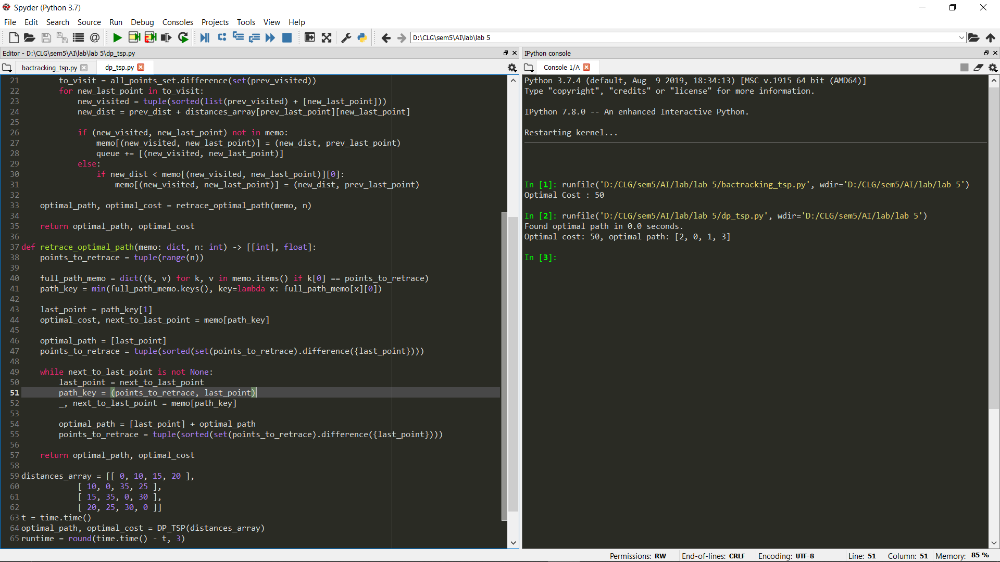 Spyder (Python 3.7)
File Edit Search Source Run Debug Consoles Projects Tools View Help
D:\CLG\sem5\AI\lab\lab 5
Editor - D:\CLG\sem5\AI\lab\lab 5\dp_tsp.py
bactracking_tsp.py dp_tsp.py
21 to_visit = all_points_set.difference(set(prev_visited))
22 for new_last_point in to_visit:
23 new_visited = tuple(sorted(list(prev_visited) + [new_last_point]))
24 new_dist = prev_dist + distances_array[prev_last_point][new_last_point]
25
26 if (new_visited, new_last_point) not in memo:
27 memo[(new_visited, new_last_point)] = (new_dist, prev_last_point)
28 queue += [(new_visited, new_last_point)]
29 else:
30 if new_dist < memo[(new_visited, new_last_point)][0]:
31 memo[(new_visited, new_last_point)] = (new_dist, prev_last_point)
32
33 optimal_path, optimal_cost = retrace_optimal_path(memo, n)
34
35 return optimal_path, optimal_cost
36
37 def retrace_optimal_path(memo: dict, n: int) -> [[int], float]:
38 points_to_retrace = tuple(range(n))
39
40 full_path_memo = dict((k, v) for k, v in memo.items() if k[0] == points_to_retrace)
41 path_key = min(full_path_memo.keys(), key=lambda x: full_path_memo[x][0])
42
43 last_point = path_key[1]
44 optimal_cost, next_to_last_point = memo[path_key]
45
46 optimal_path = [last_point]
47 points_to_retrace = tuple(sorted(set(points_to_retrace).difference({last_point})))
48
49 while next_to_last_point is not None:
50 last_point = next_to_last_point
51 path_key = (points_to_retrace, last_point)
52 _, next_to_last_point = memo[path_key]
53
54 optimal_path = [last_point] + optimal_path
55 points_to_retrace = tuple(sorted(set(points_to_retrace).difference({last_point})))
56
57 return optimal_path, optimal_cost
58
59 distances_array = [[ 0, 10, 15, 20 ],
60 [ 10, 0, 35, 25 ],
61 [ 15, 35, 0, 30 ],
62 [ 20, 25, 30, 0 ]]
63 t = time.time()
64 optimal_path, optimal_cost = DP_TSP(distances_array)
65 runtime = round(time.time() - t, 3)
IPython console
Console 1/A
Python 3.7.4 (default, Aug  9 2019, 18:34:13) [MSC v.1915 64 bit (AMD64)]
Type "copyright", "credits" or "license" for more information.
IPython 7.8.0 -- An enhanced Interactive Python.
Restarting kernel...
In [1]: runfile('D:/CLG/sem5/AI/lab/lab 5/bactracking_tsp.py', wdir='D:/CLG/sem5/AI/lab/lab 5')
Optimal Cost : 50
In [2]: runfile('D:/CLG/sem5/AI/lab/lab 5/dp_tsp.py', wdir='D:/CLG/sem5/AI/lab/lab 5')
Found optimal path in 0.0 seconds.
Optimal cost: 50, optimal path: [2, 0, 1, 3]
In [3]:
Permissions: RW End-of-lines: CRLF Encoding: UTF-8 Line: 51 Column: 51 Memory: 85 %